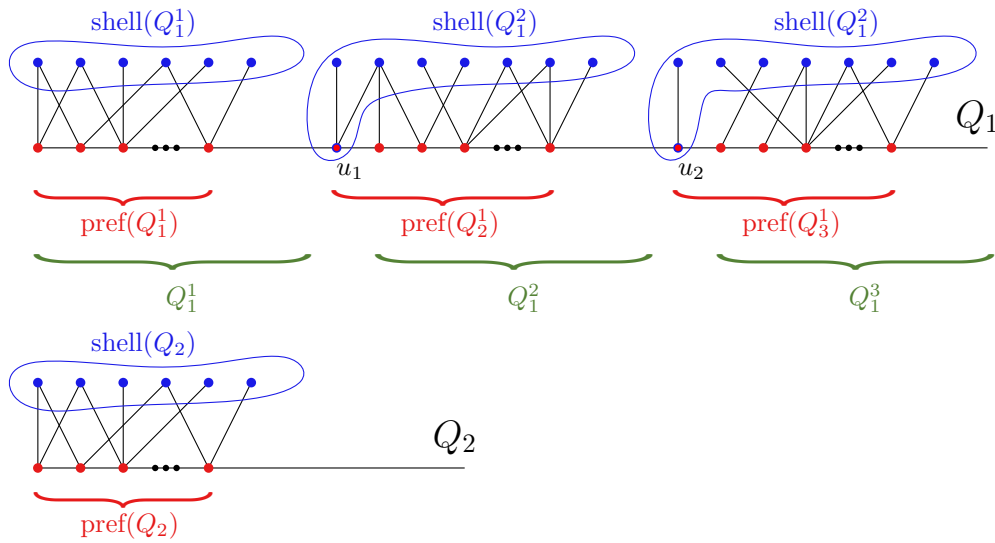 shell(Q_1^1) shell(Q_1^2) shell(Q_1^2)
Q_1
u_1 u_2
pref(Q_1^1) pref(Q_2^1) pref(Q_3^1)
Q_1^1 Q_1^2 Q_1^3
shell(Q_2)
Q_2
pref(Q_2)